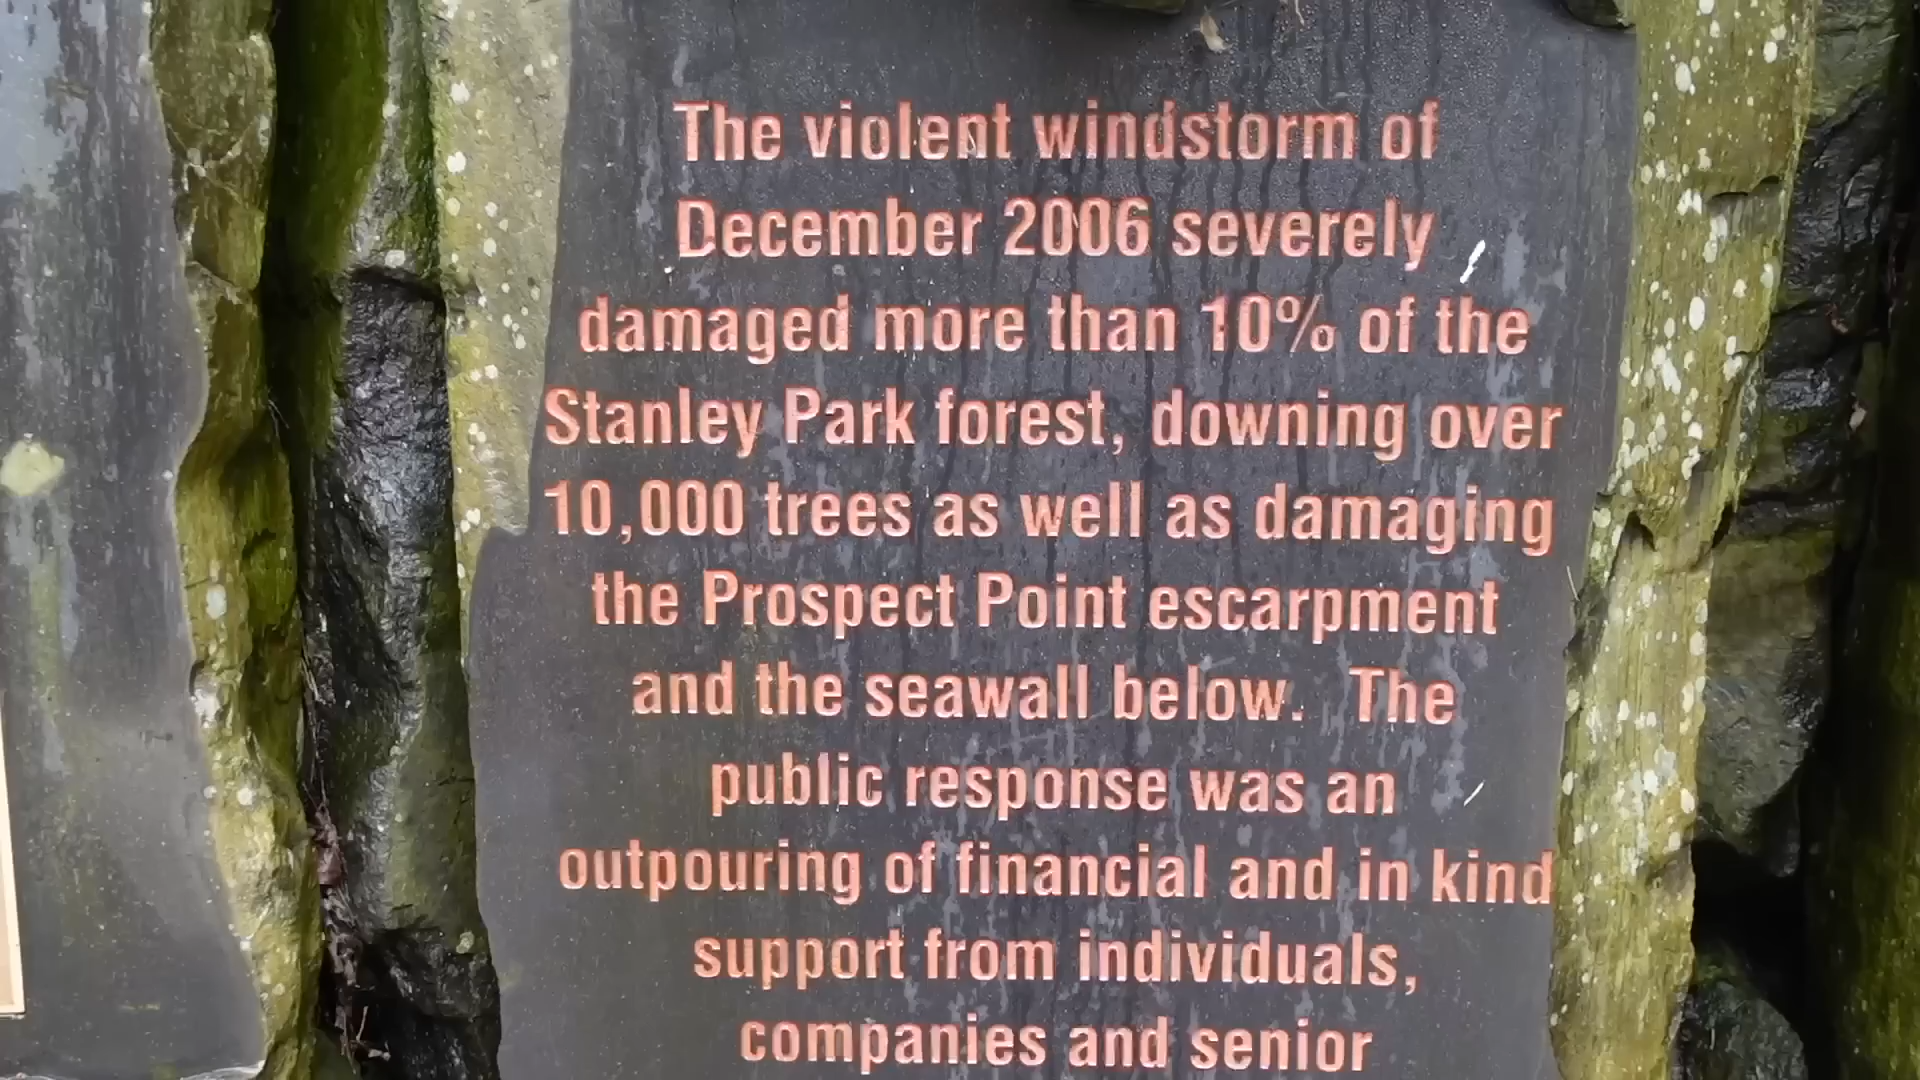 The violent windstorm of
December 2006 severely
damaged more than 10% of the
Stanley Park forest, downing over
10,000 trees as well as damaging
the Prospect Point escarpment
and the seawall below. The
public response was an
outpouring of financial and in kind
support from individuals,
companies and senior